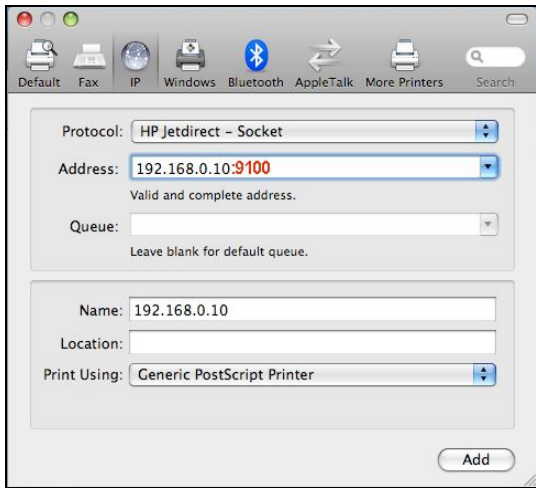 Default Fax IP Windows Bluetooth AppleTalk More Printers Search
Protocol: HP Jetdirect – Socket
Address: 192.168.0.10:9100
Valid and complete address.
Queue:
Leave blank for default queue.
Name: 192.168.0.10
Location:
Print Using: Generic PostScript Printer
Add